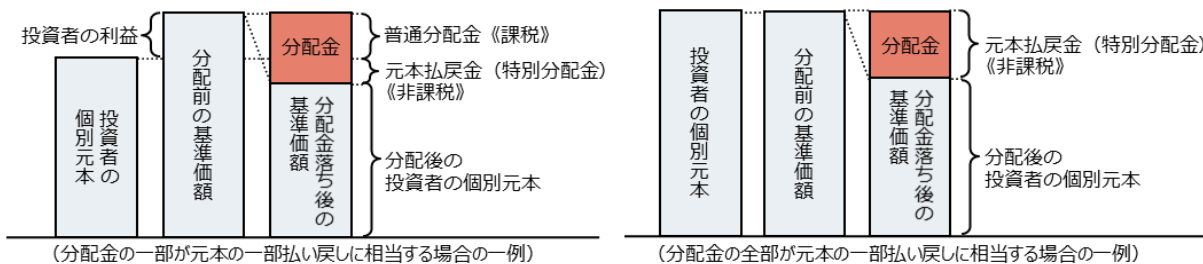 投資者の利益
投資者の
個別元本
分配前の基準価額
分配金
分配金落ち後の
基準価額
普通分配金《課税》
元本払戻金（特別分配金）
《非課税》
分配後の
投資者の個別元本
（分配金の一部が元本の一部払い戻しに相当する場合の一例）
投資者の個別元本
分配前の基準価額
分配金
分配金落ち後の
基準価額
元本払戻金（特別分配金）
《非課税》
分配後の
投資者の個別元本
（分配金の全部が元本の一部払い戻しに相当する場合の一例）